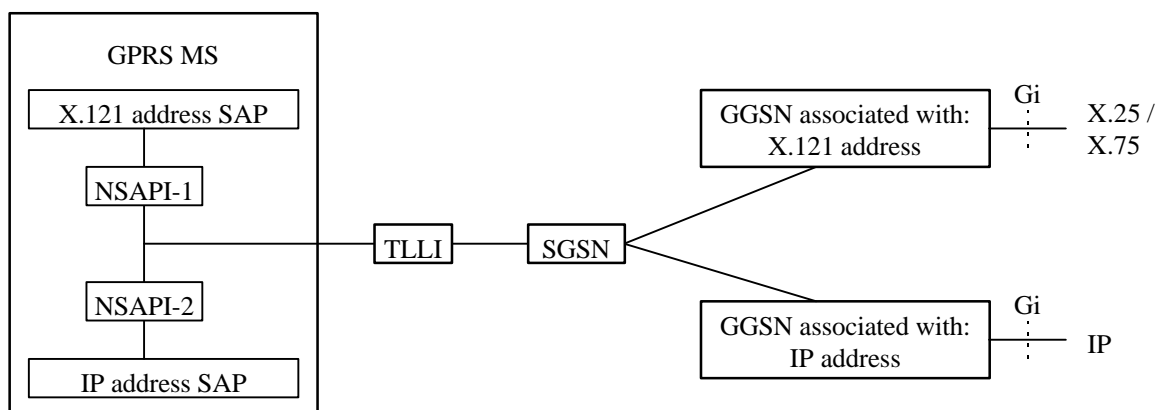 GPRS MS
X.121 address SAP
NSAPI-1
NSAPI-2
IP address SAP
TLLI
SGSN
GGSN associated with:
X.121 address
Gi
X.25 /
X.75
GGSN associated with:
IP address
Gi
IP